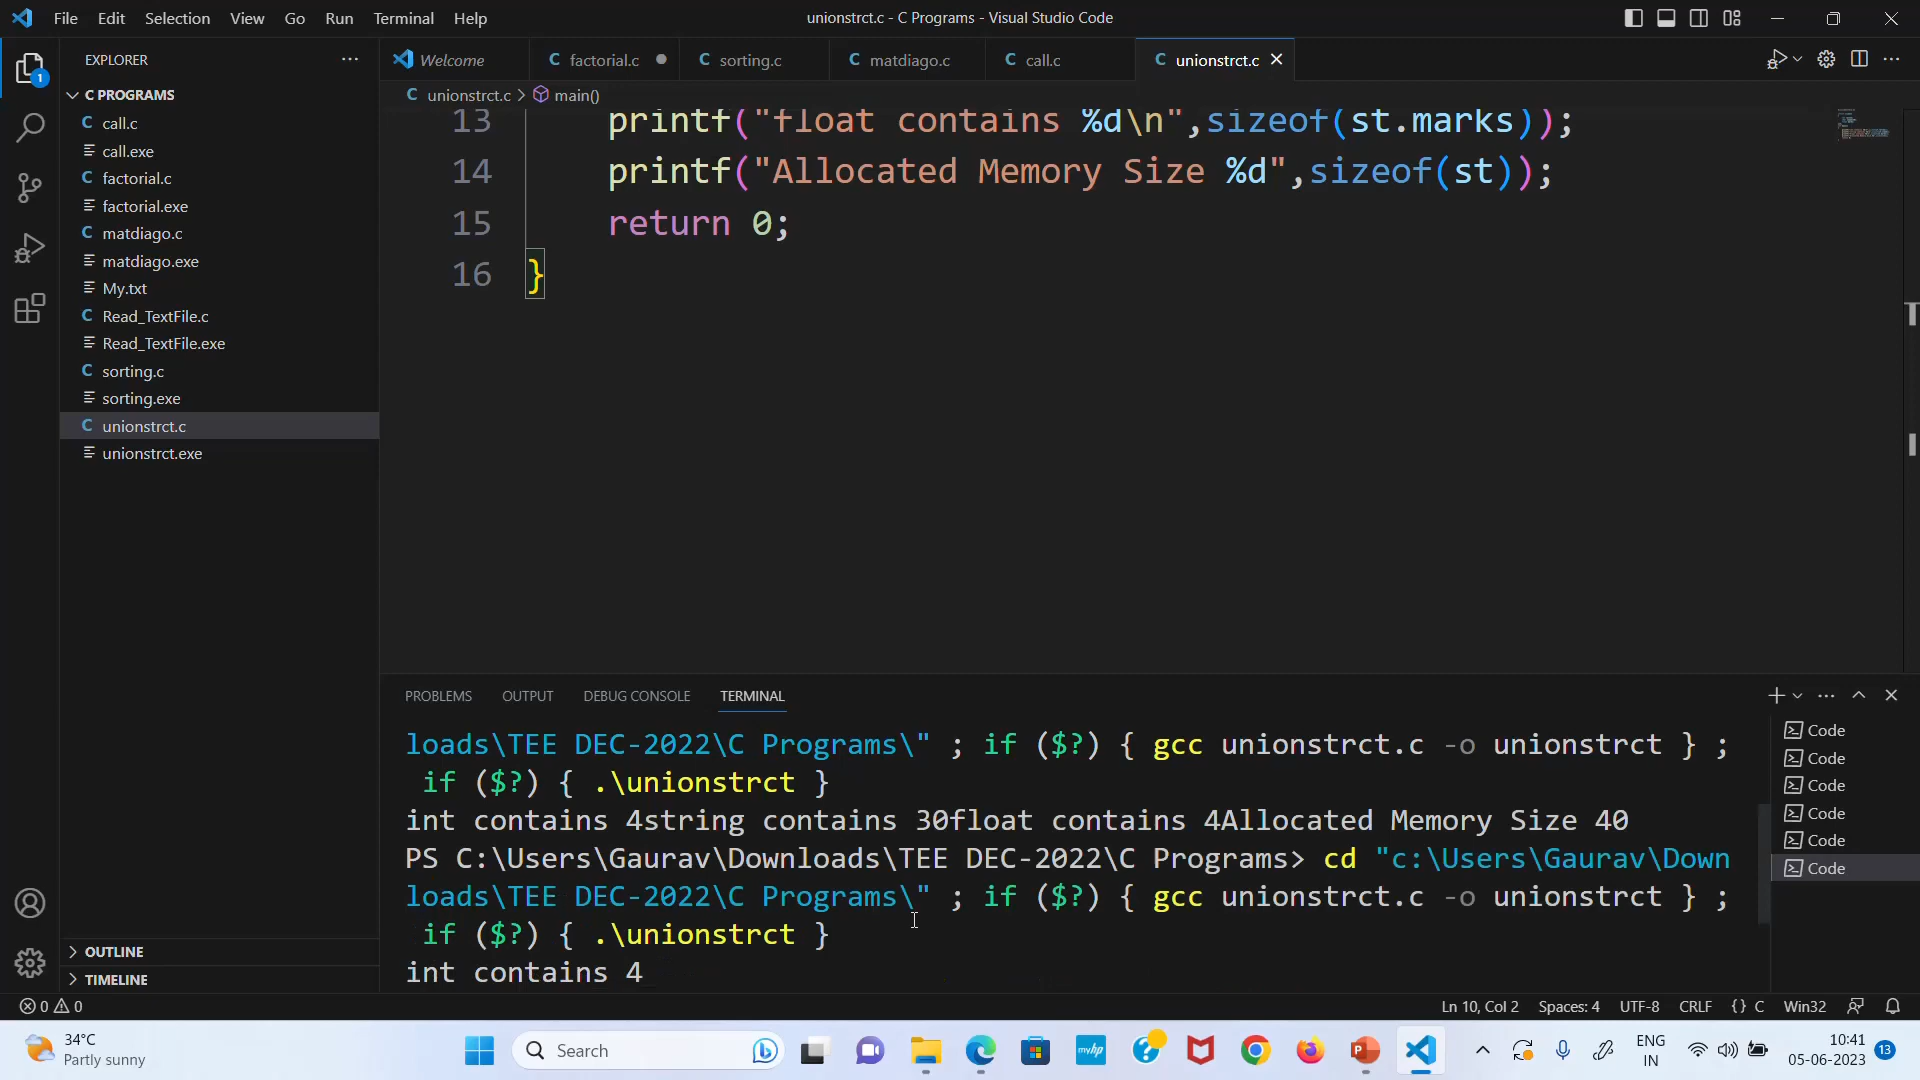 File Edit Selection View Go Run Terminal Help
unionstrct.c - C Programs - Visual Studio Code
EXPLORER
1
C PROGRAMS
C call.c
call.exe
C factorial.c
factorial.exe
C matdiago.c
matdiago.exe
My.txt
C Read_TextFile.c
Read_TextFile.exe
C sorting.c
sorting.exe
C unionstrct.c
unionstrct.exe
OUTLINE
TIMELINE
Welcome C factorial.c C sorting.c C matdiago.c C call.c C unionstrct.c
C unionstrct.c > main()
13 printf("float contains %d\n",sizeof(st.marks));
14 printf("Allocated Memory Size %d",sizeof(st));
15 return 0;
16 }
PROBLEMS OUTPUT DEBUG CONSOLE TERMINAL
loads\TEE DEC-2022\C Programs\" ; if ($?) { gcc unionstrct.c -o unionstrct } ;
if ($?) { .\unionstrct }
int contains 4string contains 30float contains 4Allocated Memory Size 40
PS C:\Users\Gaurav\Downloads\TEE DEC-2022\C Programs> cd "c:\Users\Gaurav\Down
loads\TEE DEC-2022\C Programs\" ; if ($?) { gcc unionstrct.c -o unionstrct } ;
if ($?) { .\unionstrct }
int contains 4
Code
Code
Code
Code
Code
Code
0 0
Ln 10, Col 2 Spaces: 4 UTF-8 CRLF {} C Win32
34°C
Partly sunny
Search
myhp
ENG
IN
10:41
05-06-2023
13